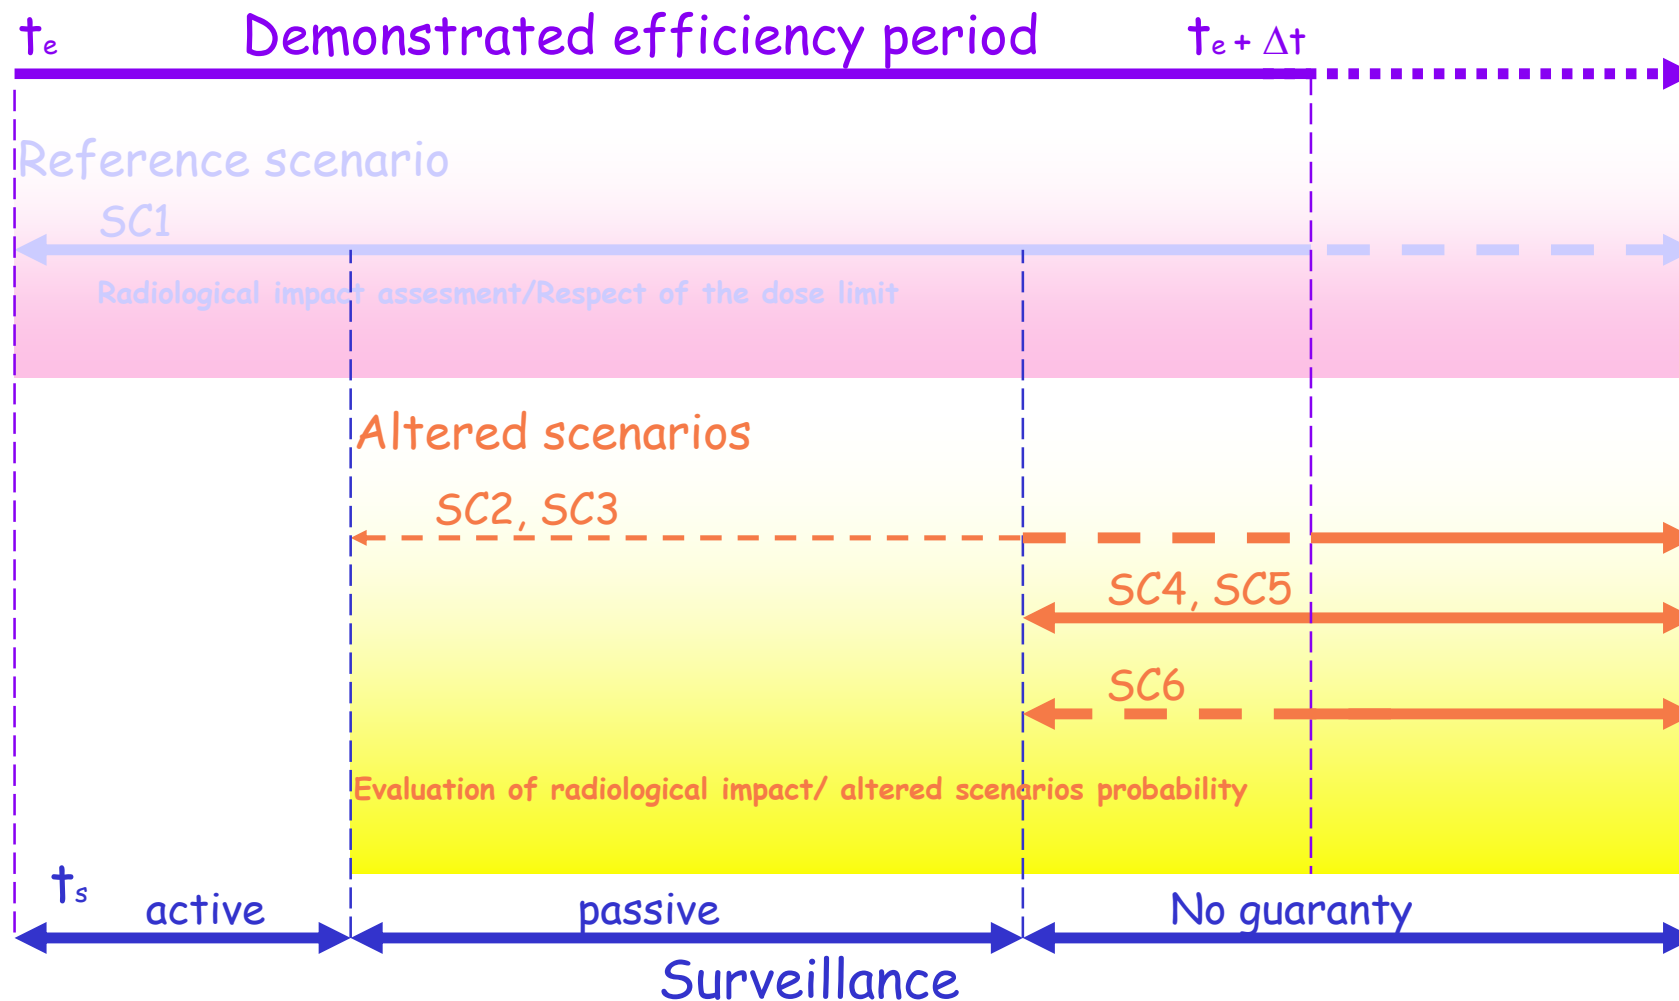 te Demonstrated efficiency period te + Δt
Reference scenario
SC1
Radiological impact assesment/Respect of the dose limit
Altered scenarios
SC2, SC3
SC4, SC5
SC6
Evaluation of radiological impact/ altered scenarios probability
ts
active passive No guaranty
Surveillance